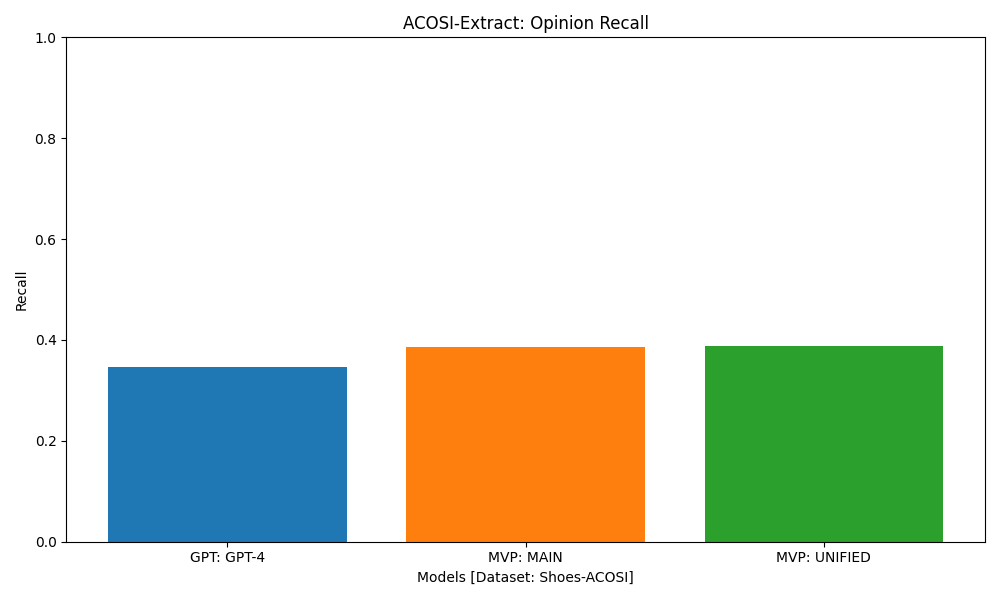 ACOSI-Extract: Opinion Recall
1.0
0.8
0.6
0.4
0.2
0.0
Recall
GPT: GPT-4
MVP: MAIN
MVP: UNIFIED
Models [Dataset: Shoes-ACOSI]